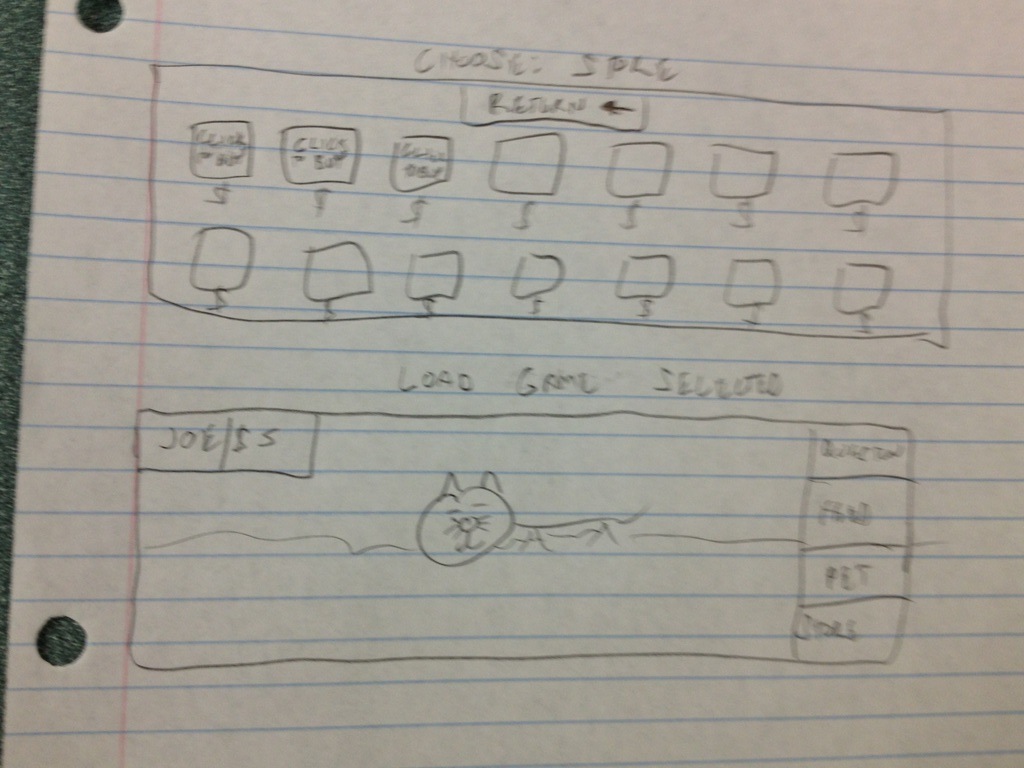 CHOOSE: STORE
RETURN ←
CLICK CLICK CLICK
TO BUY TO BUY TO BUY
$ $ $ $ $ $ $
$ $ $ $ $ $ $
LOAD GAME SELECTED
JOE/$5
FEED
PET
STORE